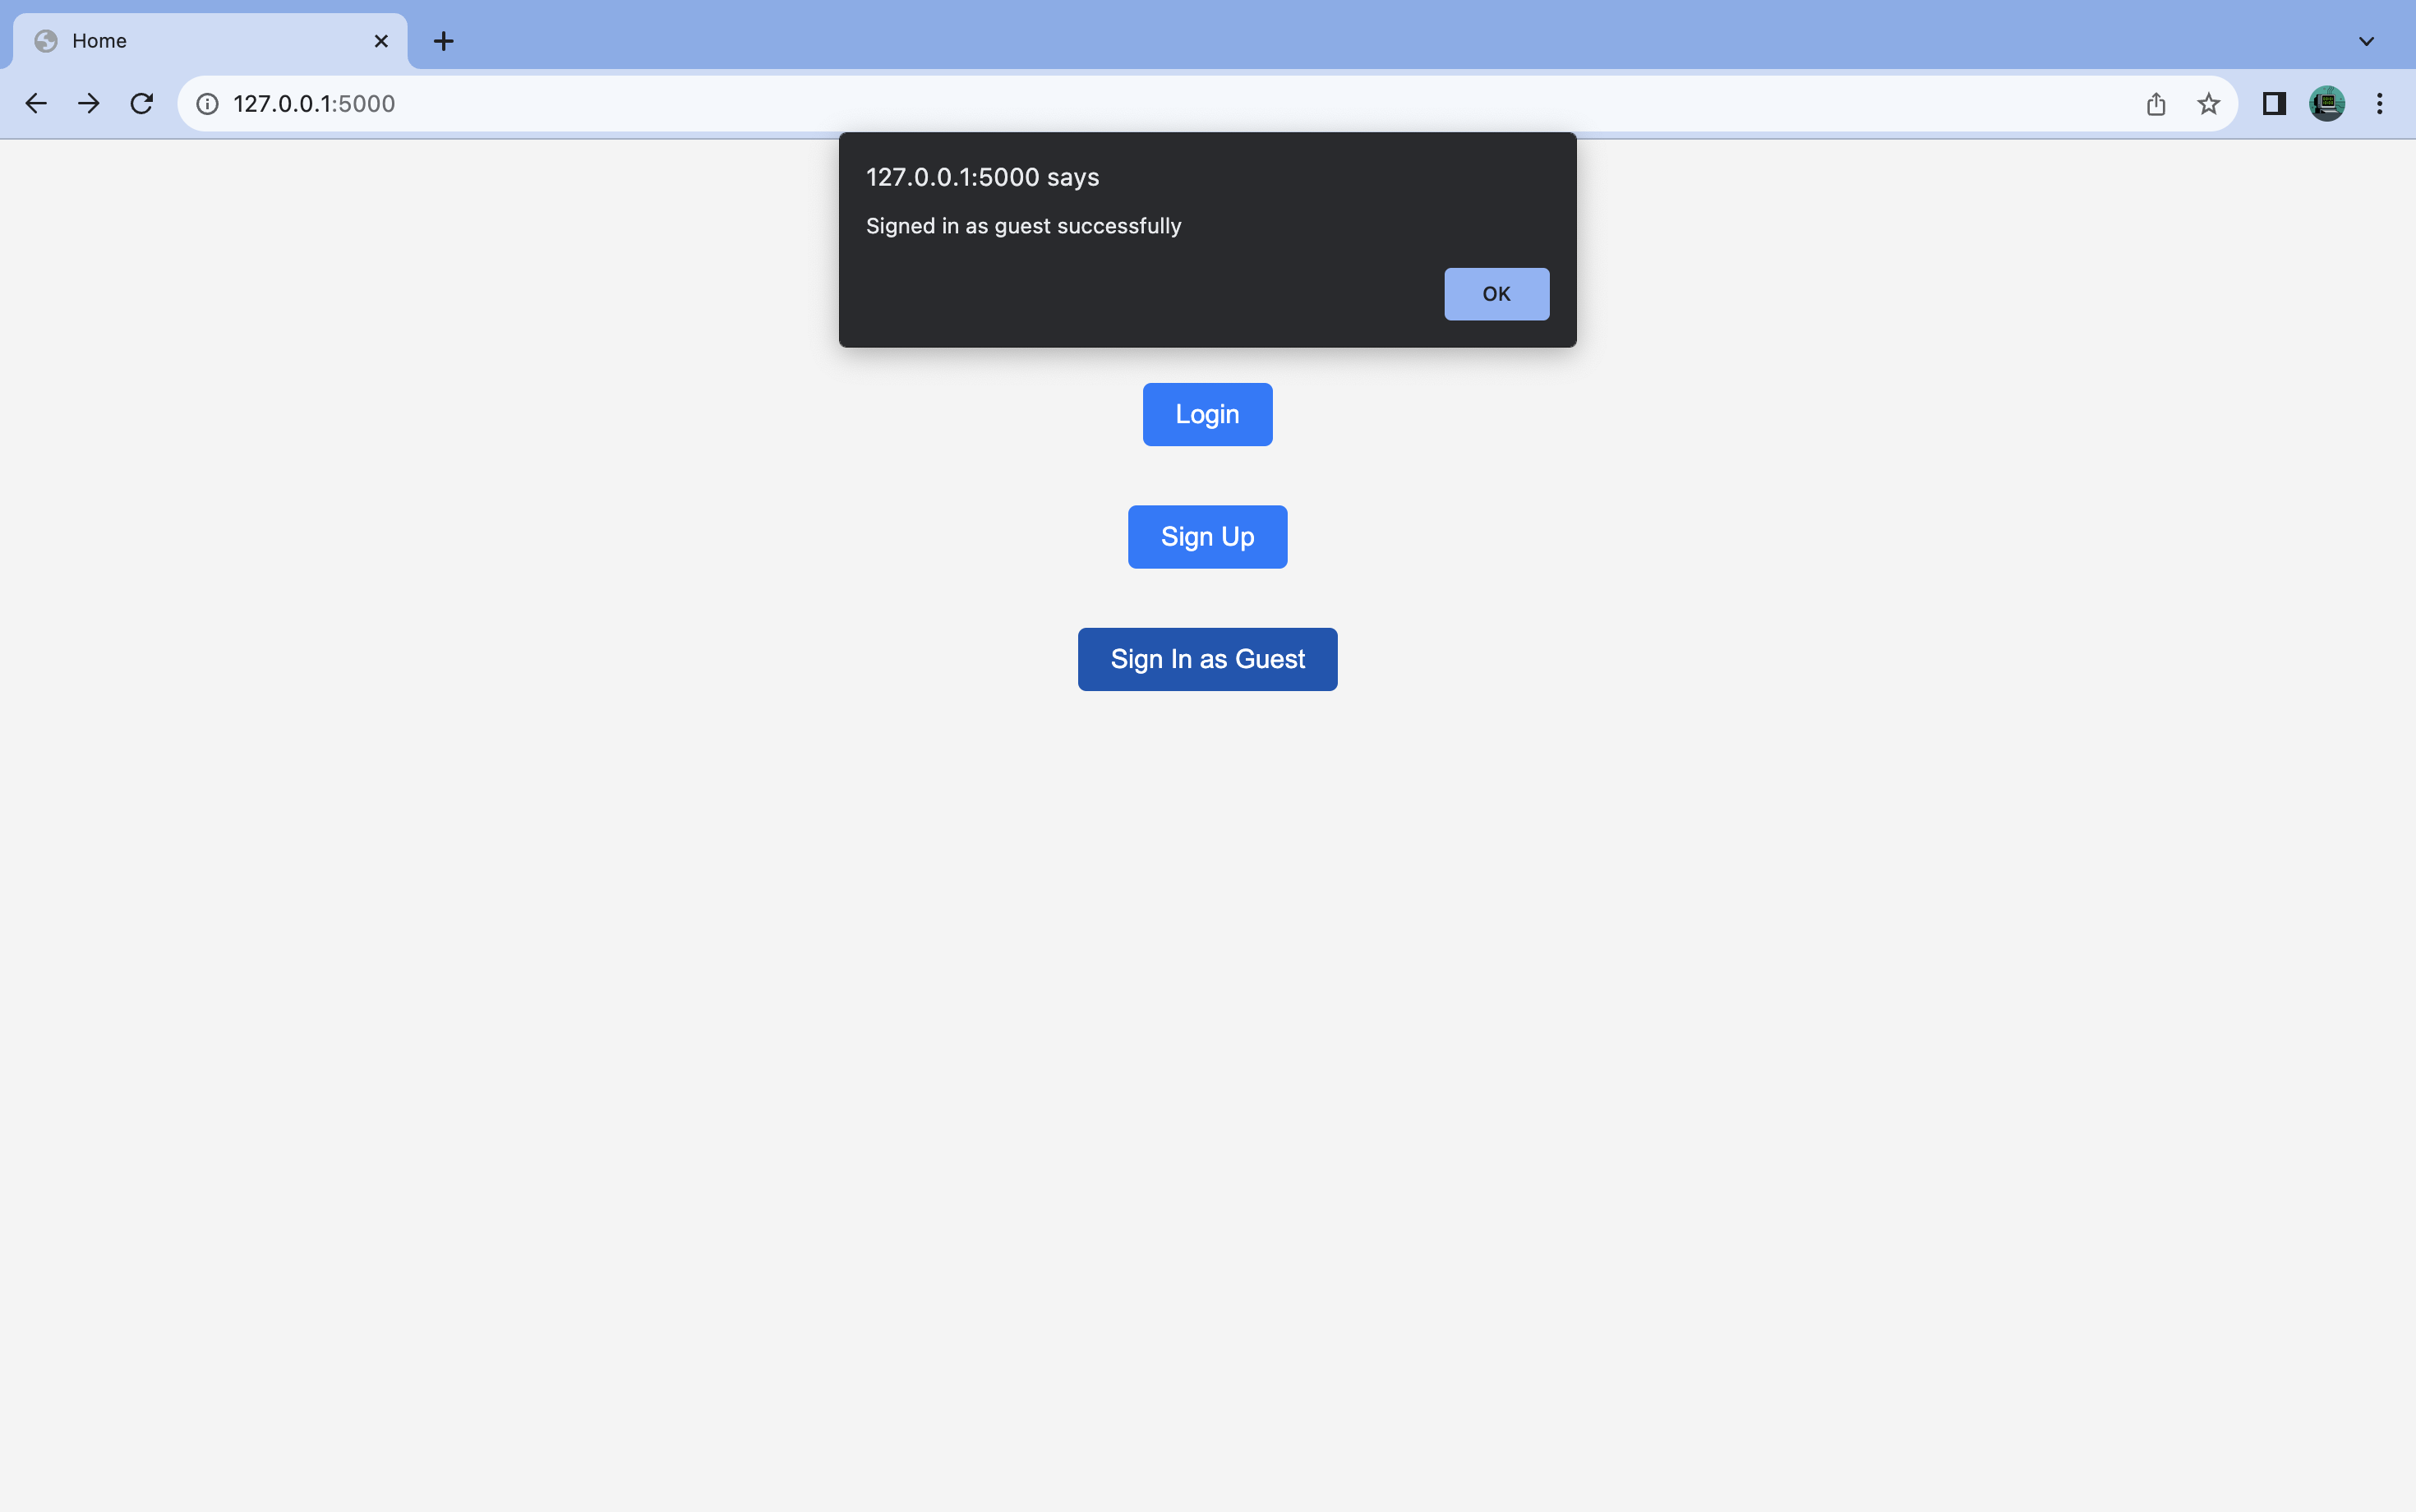 Home
127.0.0.1:5000
127.0.0.1:5000 says
Signed in as guest successfully
OK
Login
Sign Up
Sign In as Guest